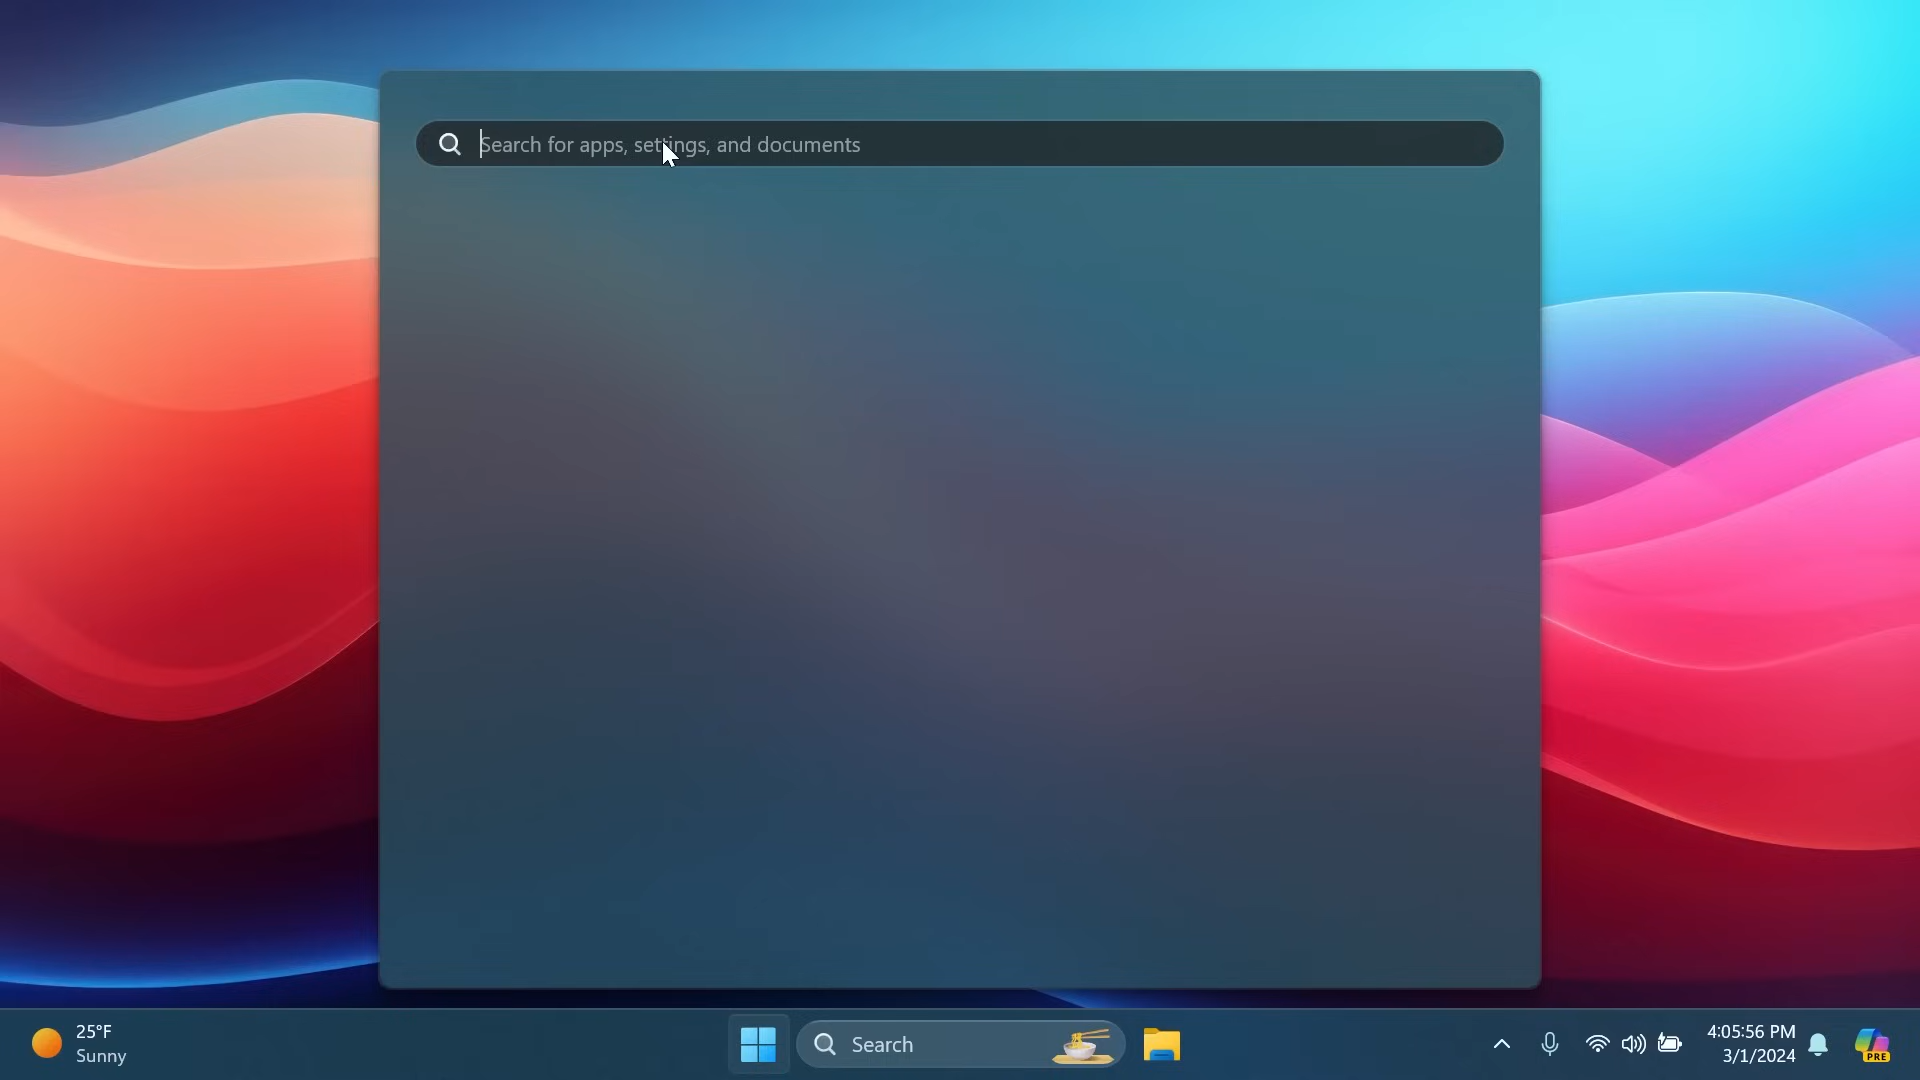 Search for apps, settings, and documents
25°F
Sunny
Search
4:05:56 PM
3/1/2024
PRE